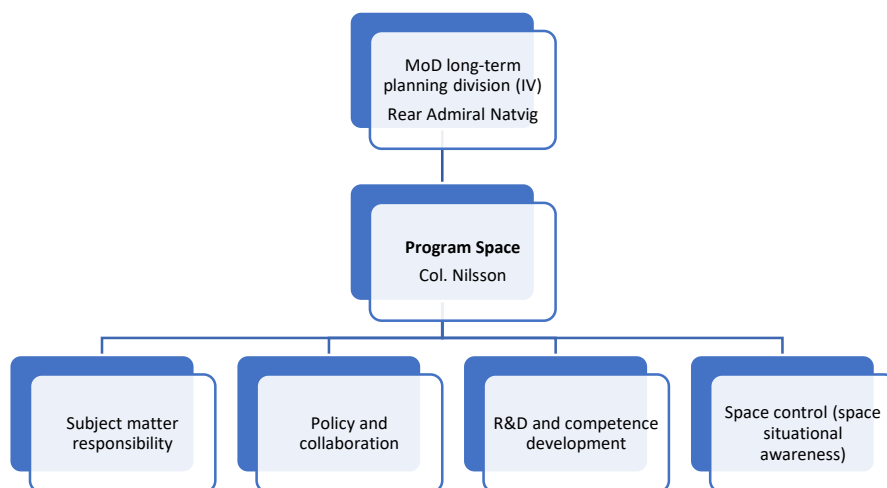 MoD long-term
planning division (IV)
Rear Admiral Natvig
Program Space
Col. Nilsson
Subject matter
responsibility
Policy and
collaboration
R&D and competence
development
Space control (space
situational
awareness)